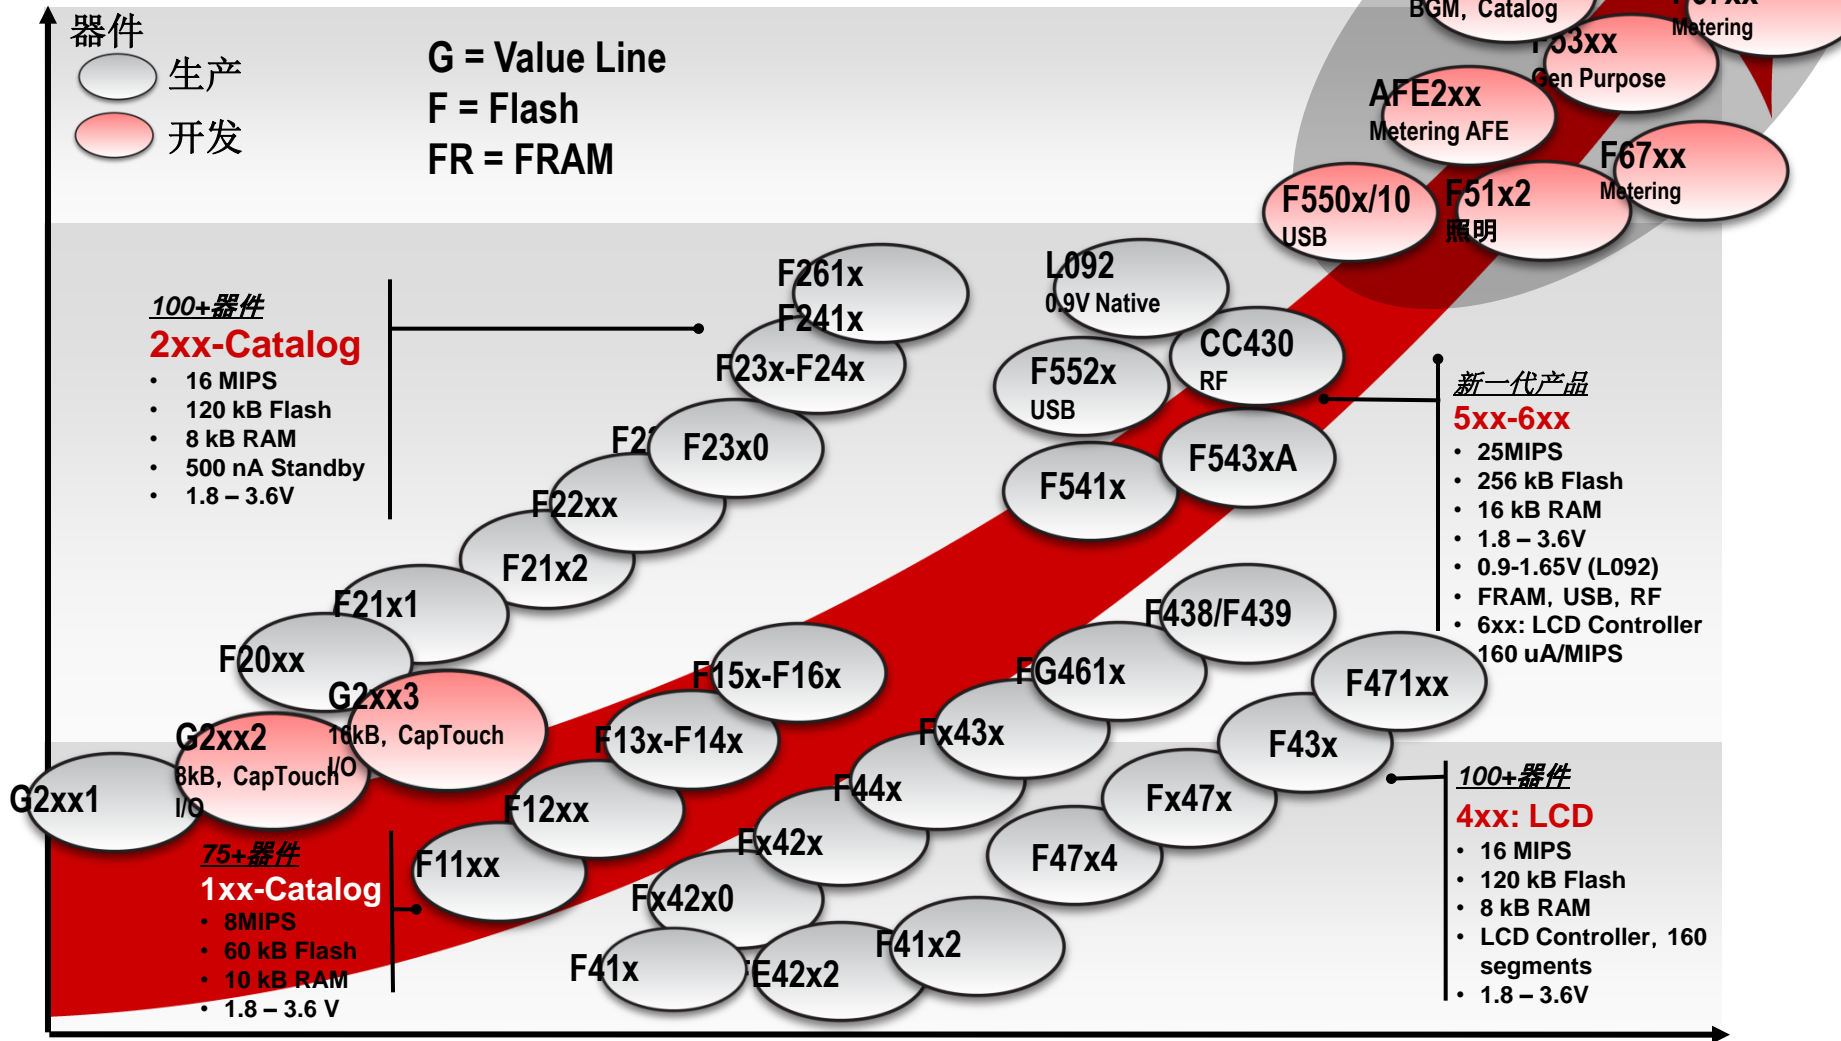 器件
生产
开发
G = Value Line
F = Flash
FR = FRAM
BGM, Catalog
Metering
F53xx
Gen Purpose
AFE2xx
Metering AFE
F67xx
Metering
F550x/10
USB
F51x2
照明
100+器件
2xx-Catalog
• 16 MIPS
• 120 kB Flash
• 8 kB RAM
• 500 nA Standby
• 1.8 – 3.6V
F261x
F241x
F23x-F24x
F23x0
F22xx
F21x2
F21x1
F20xx
G2xx3
16kB, CapTouch
I/O
G2xx2
8kB, CapTouch
I/O
G2xx1
L092
0.9V Native
CC430
RF
F552x
USB
F543xA
F541x
新一代产品
5xx-6xx
• 25MIPS
• 256 kB Flash
• 16 kB RAM
• 1.8 – 3.6V
• 0.9-1.65V (L092)
• FRAM, USB, RF
• 6xx: LCD Controller
160 uA/MIPS
75+器件
1xx-Catalog
• 8MIPS
• 60 kB Flash
• 10 kB RAM
• 1.8 – 3.6 V
F15x-F16x
F13x-F14x
F12xx
F11xx
F438/F439
FG461x
Fx43x
F44x
Fx42x
Fx42x0
F41x
F471xx
F43x
Fx47x
F47x4
F41x2
E42x2
100+器件
4xx: LCD
• 16 MIPS
• 120 kB Flash
• 8 kB RAM
• LCD Controller, 160
segments
• 1.8 – 3.6V